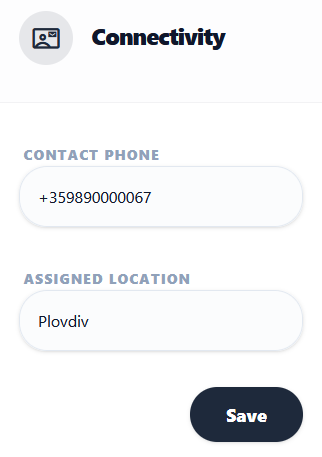 Connectivity
CONTACT PHONE
+359890000067
ASSIGNED LOCATION
Plovdiv
Save